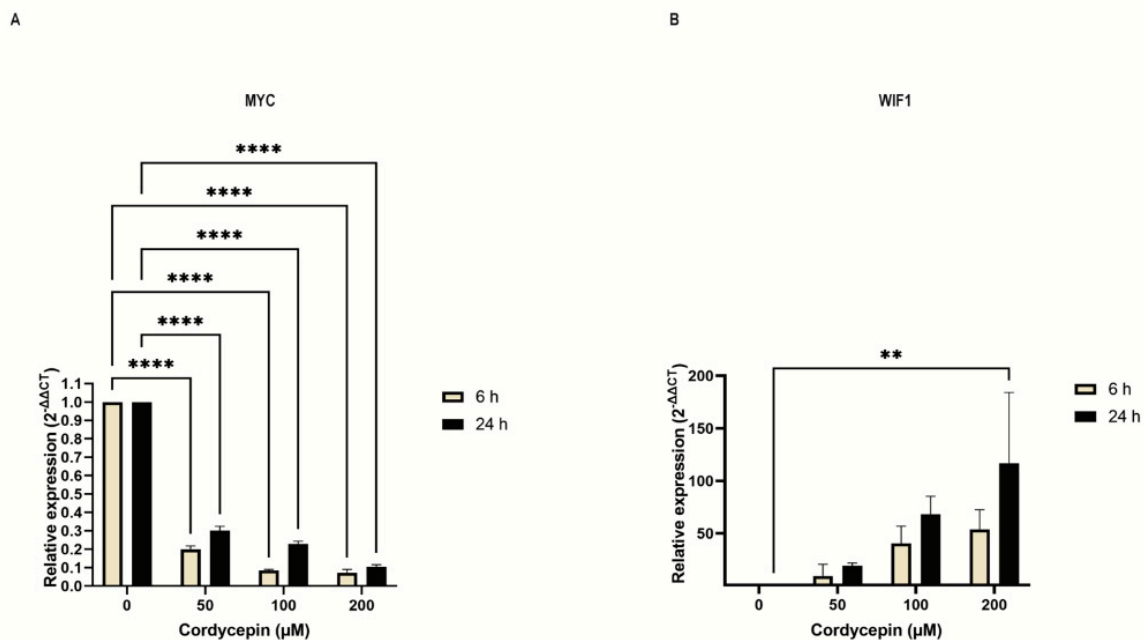 A
MYC
****
****
****
****
****
****
Relative expression (2^-ΔΔCT)
1.1
1.0
0.9
0.8
0.7
0.6
0.5
0.4
0.3
0.2
0.1
0.0
0 50 100 200
Cordycepin (µM)
6 h
24 h
B
WIF1
**
Relative expression (2^-ΔΔCT)
200
150
100
50
0 50 100 200
Cordycepin (µM)
6 h
24 h